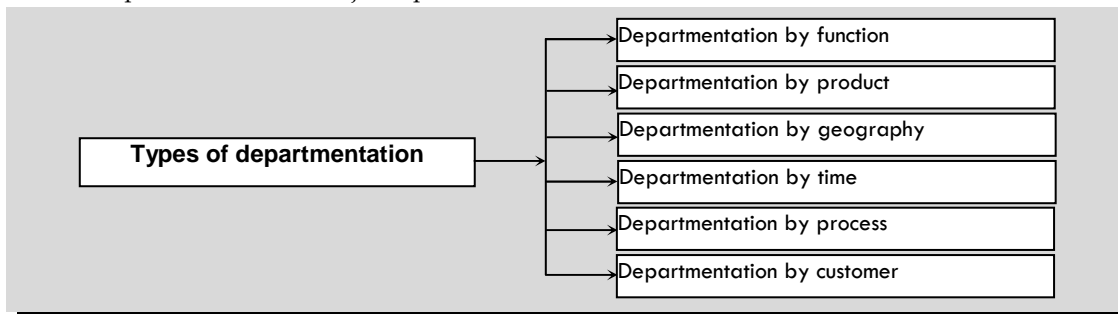 Departmentation by function
Departmentation by product
Departmentation by geography
Types of departmentation
Departmentation by time
Departmentation by process
Departmentation by customer